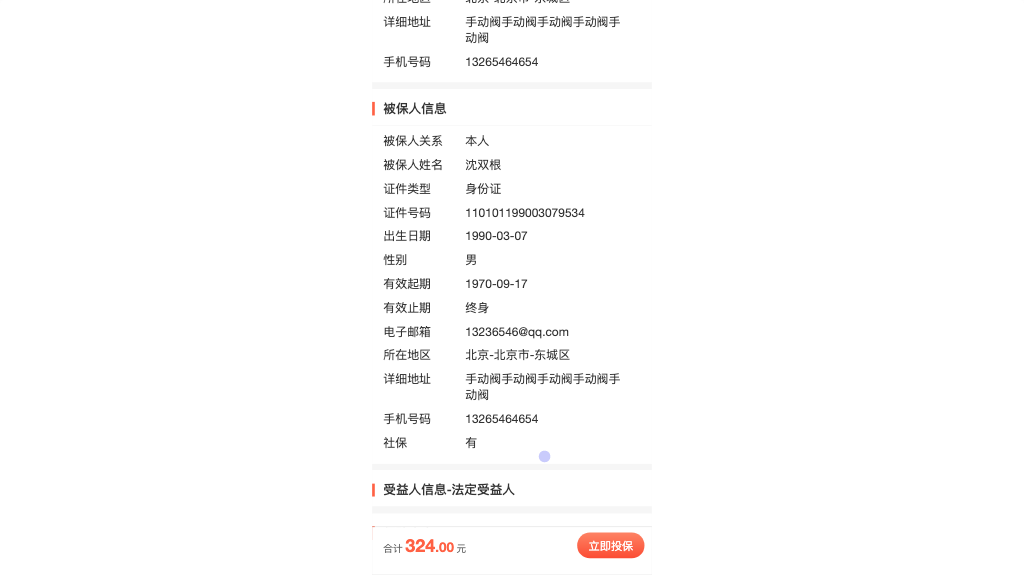 详细地址 手动阀手动阀手动阀手动阀手
动阀
手机号码 13265464654
被保人信息
被保人关系 本人
被保人姓名 沈双根
证件类型 身份证
证件号码 110101199003079534
出生日期 1990-03-07
性别 男
有效起期 1970-09-17
有效止期 终身
电子邮箱 13236546@qq.com
所在地区 北京-北京市-东城区
详细地址 手动阀手动阀手动阀手动阀手
动阀
手机号码 13265464654
社保 有
受益人信息-法定受益人
合计 324.00 元 立即投保